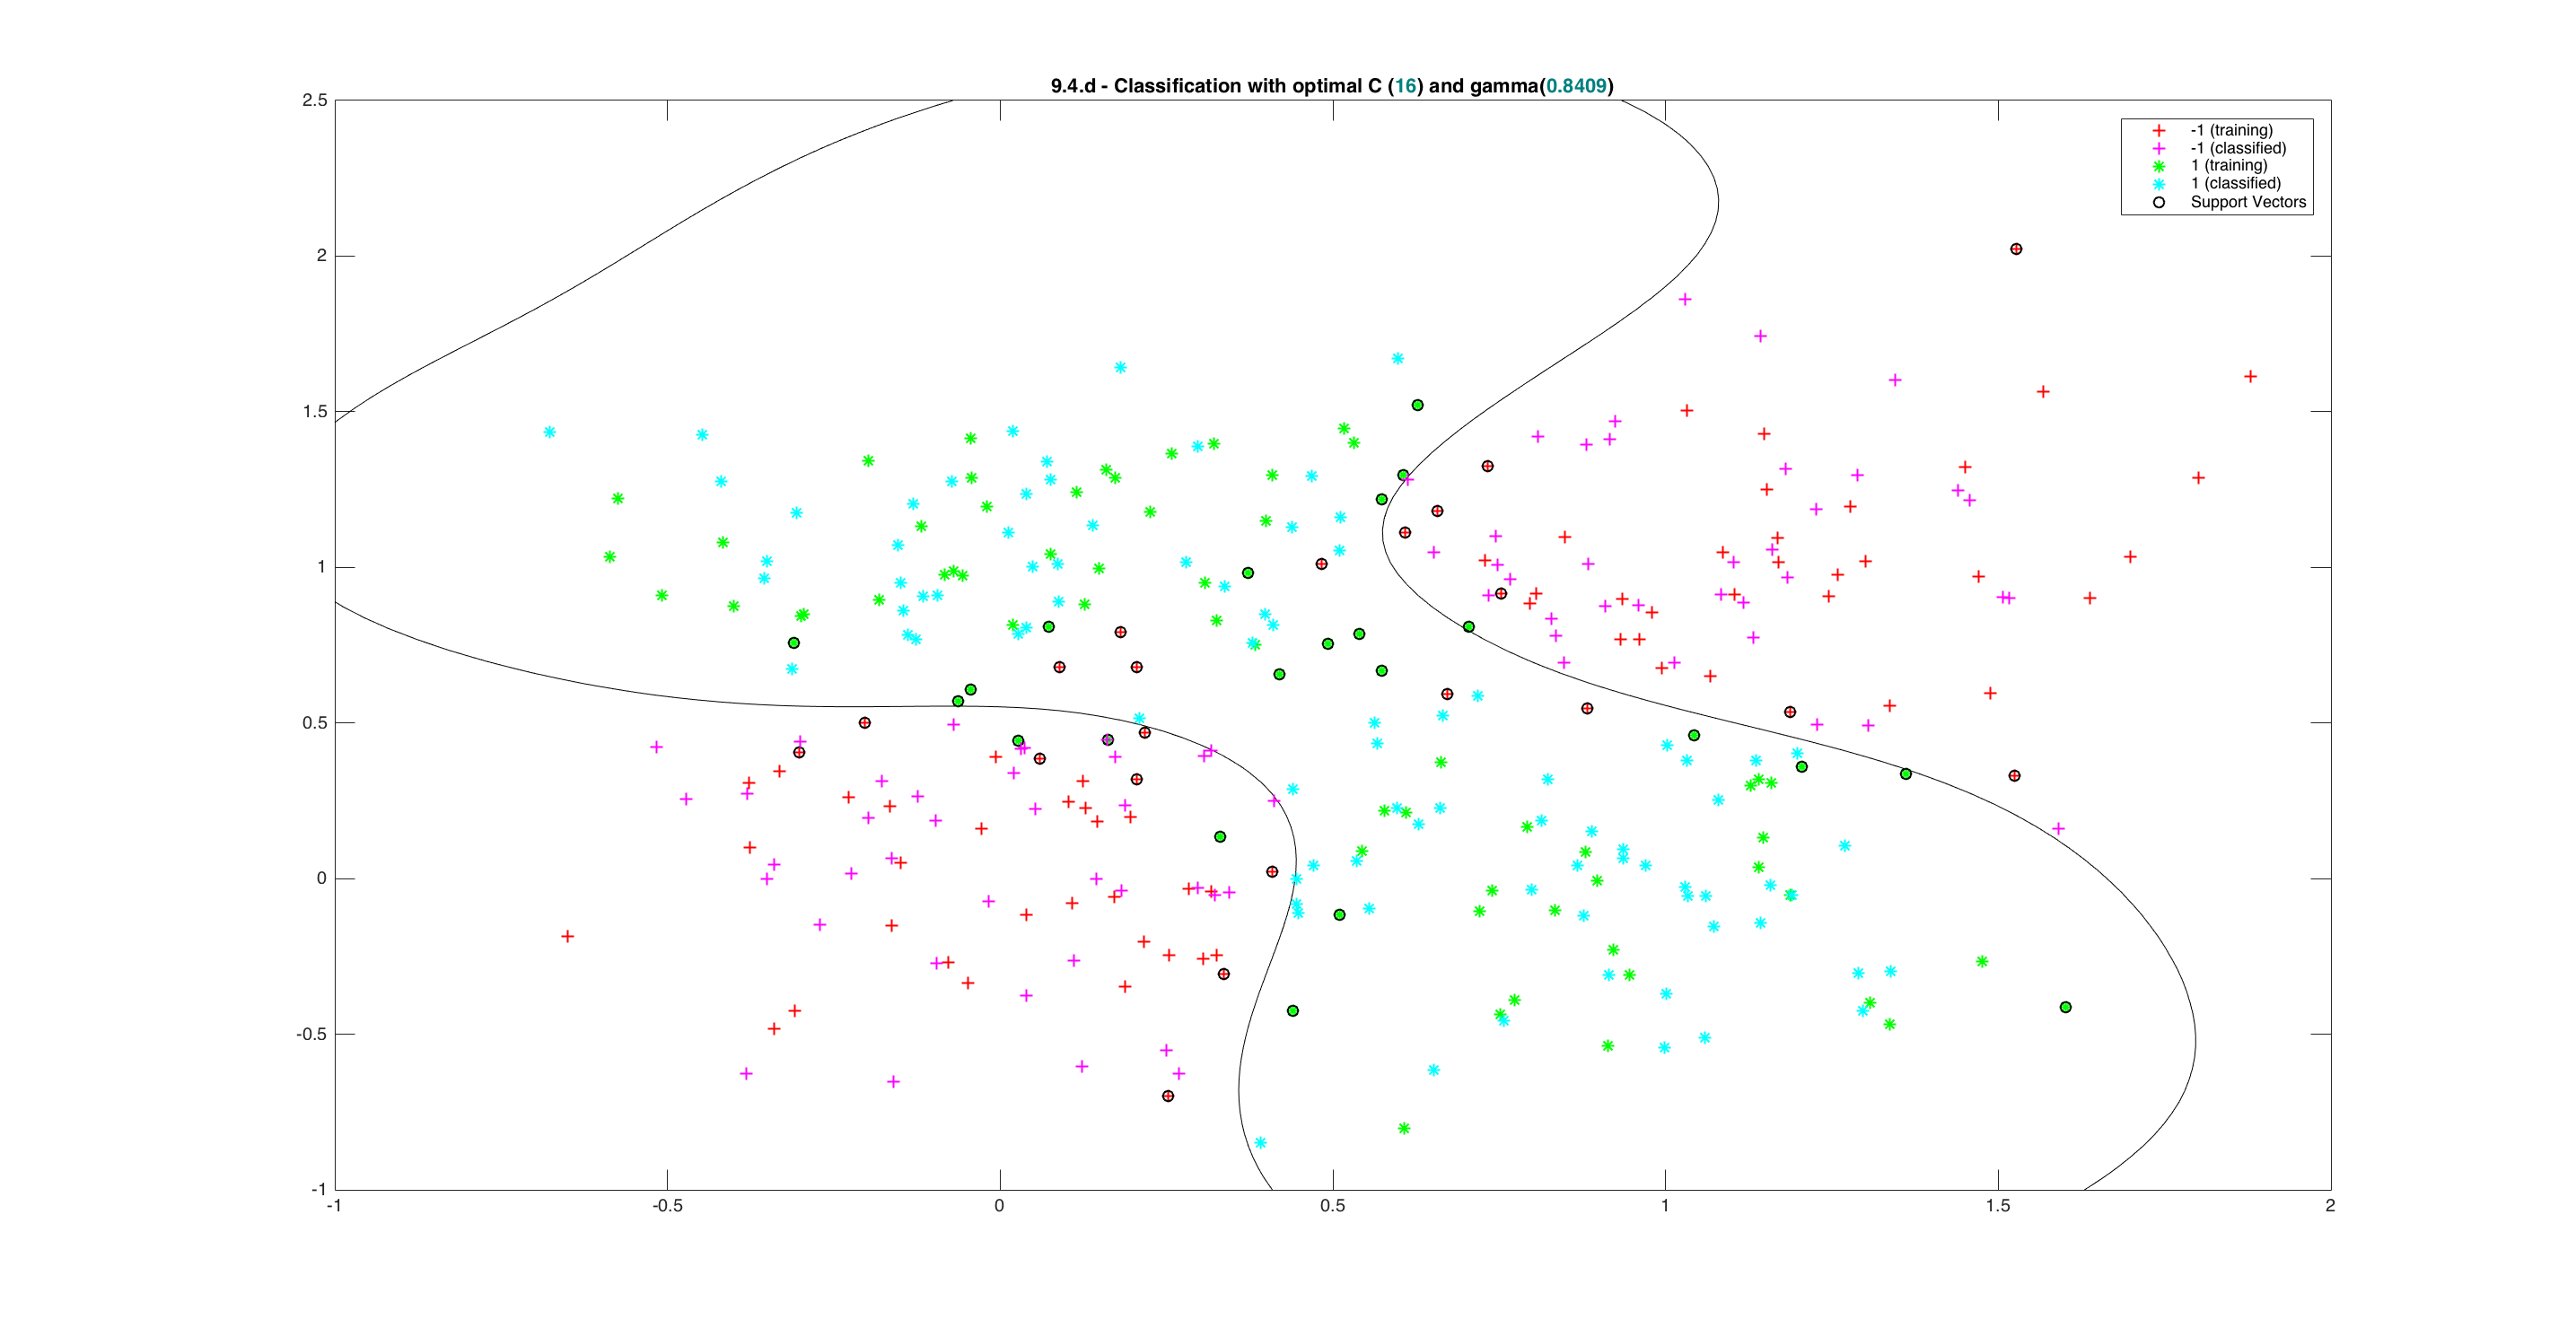 9.4.d - Classification with optimal C (16) and gamma(0.8409)
2.5
2
1.5
1
0.5
0
-0.5
-1
-1
-0.5
0
0.5
1
1.5
2
-1 (training)
-1 (classified)
1 (training)
1 (classified)
Support Vectors